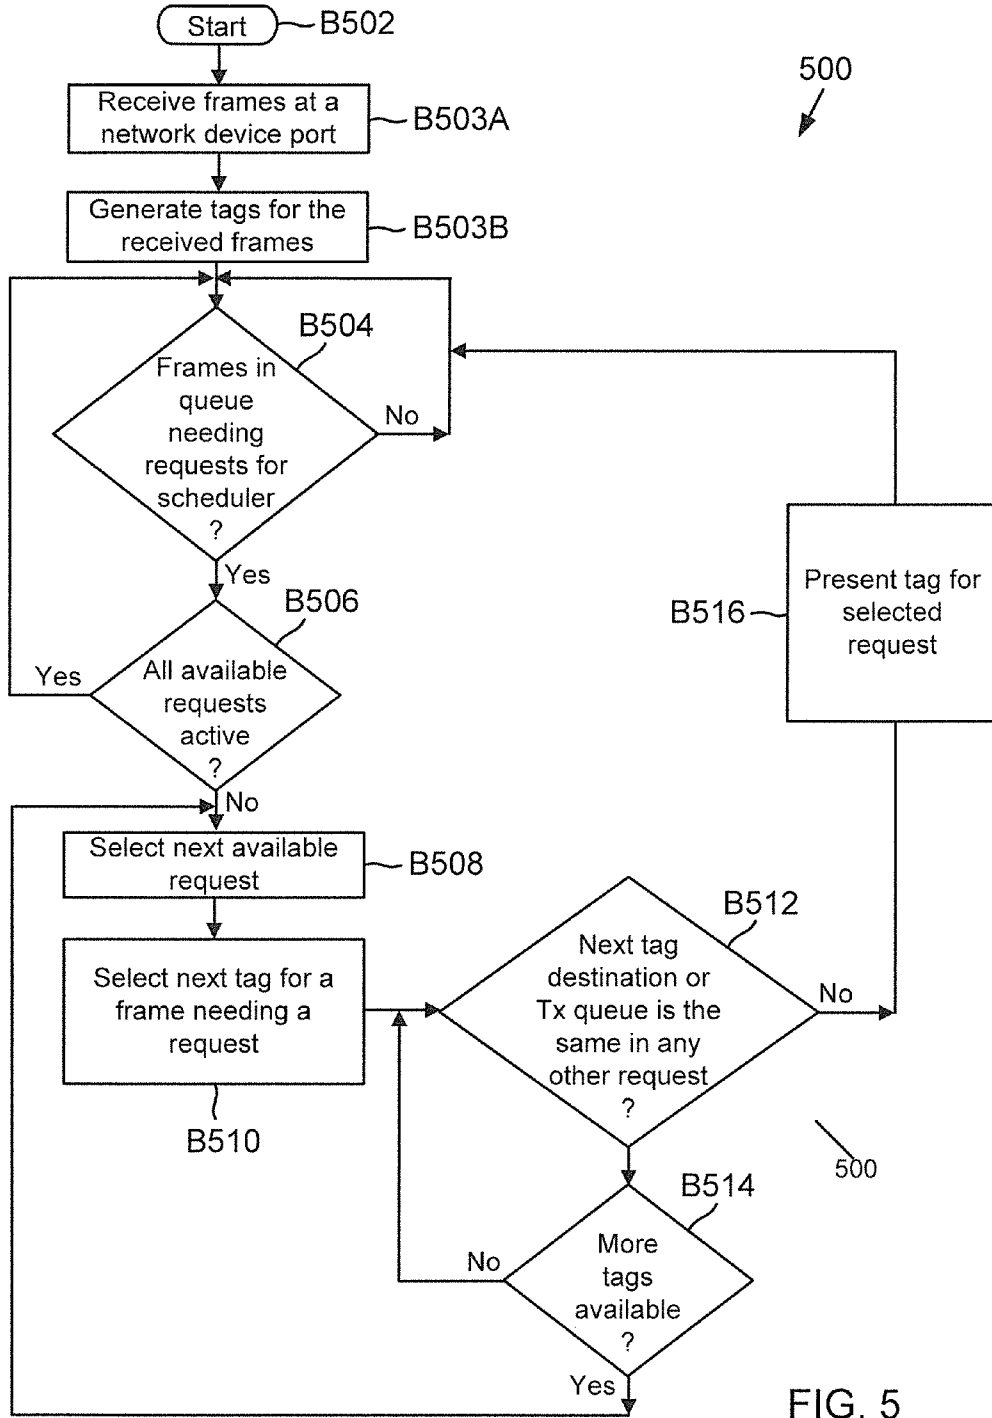 Start
B502
500
Receive frames at a
network device port
B503A
Generate tags for the
received frames
B503B
B504
Frames in
queue
needing
requests for
scheduler
?
No
Yes
B506
All available
requests
active
?
Yes
No
Present tag for
selected
request
B516
Select next available
request
B508
Select next tag for a
frame needing a
request
B510
B512
Next tag
destination or
Tx queue is the
same in any
other request
?
No
500
B514
More
tags
available
?
No
Yes
FIG. 5